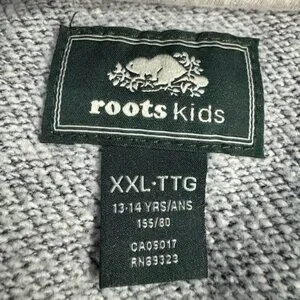 roots kids
XXL-TTG
13-14 YRS/ANS
155/80
CA05017
RN89323